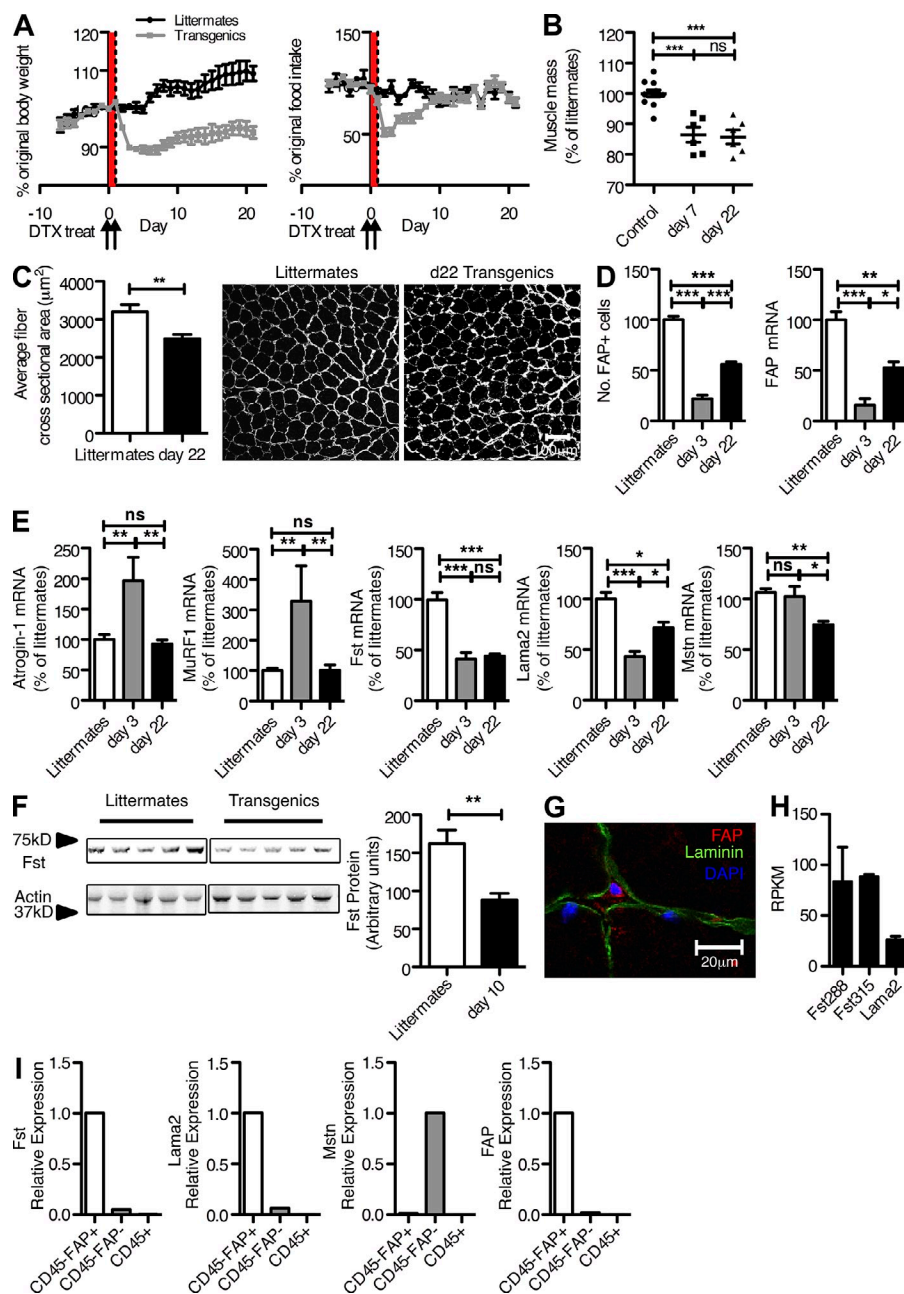 A
Littermates
Transgenics
% original body weight
120
110
90
-10 0 10 20
DTX treat
Day
% original food intake
150
50
-10 0 10 20
DTX treat
Day
B
Muscle mass
(% of littermates)
110
100
90
80
70
***
*** ns
Control
day 7
day 22
C
Average fiber
cross sectional area (μm²)
4000
3000
2000
1000
0
**
Littermates day 22
Littermates
d22 Transgenics
100μm
D
No. FAP+ cells
150
100
50
0
***
*** ***
Littermates
day 3
day 22
FAP mRNA
150
100
50
0
**
*** *
Littermates
day 3
day 22
E
Atrogin-1 mRNA
(% of littermates)
250
200
150
100
50
0
ns
** **
Littermates
day 3
day 22
MuRF1 mRNA
(% of littermates)
500
400
300
200
100
0
ns
** **
Littermates
day 3
day 22
Fst mRNA
(% of littermates)
150
100
50
0
***
*** ns
Littermates
day 3
day 22
Lama2 mRNA
(% of littermates)
150
100
50
0
*
*** *
Littermates
day 3
day 22
Mstn mRNA
(% of littermates)
150
100
50
0
**
ns *
Littermates
day 3
day 22
F
Littermates Transgenics
75kD
Fst
Actin
37kD
Fst Protein
(Arbitrary units)
200
150
100
50
0
**
Littermates
day 10
G
FAP
Laminin
DAPI
20μm
H
RPKM
150
100
50
0
Fst288
Fst315
Lama2
I
Fst
Relative Expression
1.5
1.0
0.5
0.0
CD45-FAP+
CD45-FAP-
CD45+
Lama2
Relative Expression
1.5
1.0
0.5
0.0
CD45-FAP+
CD45-FAP-
CD45+
Mstn
Relative Expression
1.5
1.0
0.5
0.0
CD45-FAP+
CD45-FAP-
CD45+
FAP
Relative Expression
1.5
1.0
0.5
0.0
CD45-FAP+
CD45-FAP-
CD45+